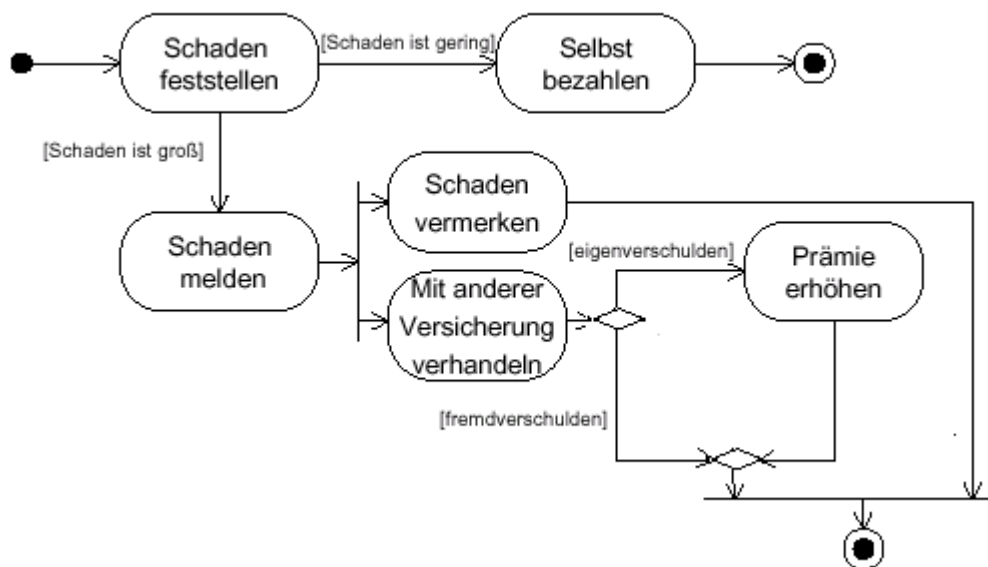 Schaden
feststellen
[Schaden ist gering]
Selbst
bezahlen
[Schaden ist groß]
Schaden
melden
Schaden
vermerken
Mit anderer
Versicherung
verhandeln
[eigenverschulden]
Prämie
erhöhen
[fremdverschulden]